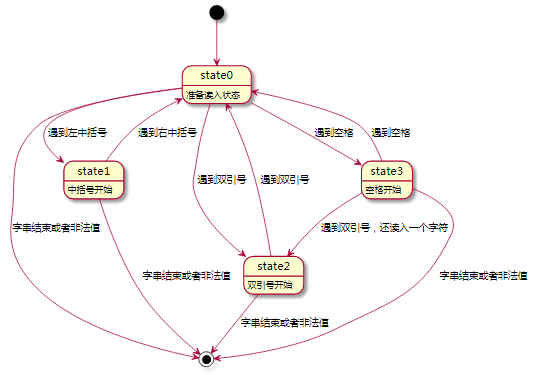 state0
准备读入状态
遇到左中括号
遇到右中括号
遇到空格
遇到空格
state1
中括号开始
state3
空格开始
遇到双引号
遇到双引号
字串结束或者非法值
遇到双引号，还读入一个字符
state2
双引号开始
字串结束或者非法值
字串结束或者非法值
字串结束或者非法值